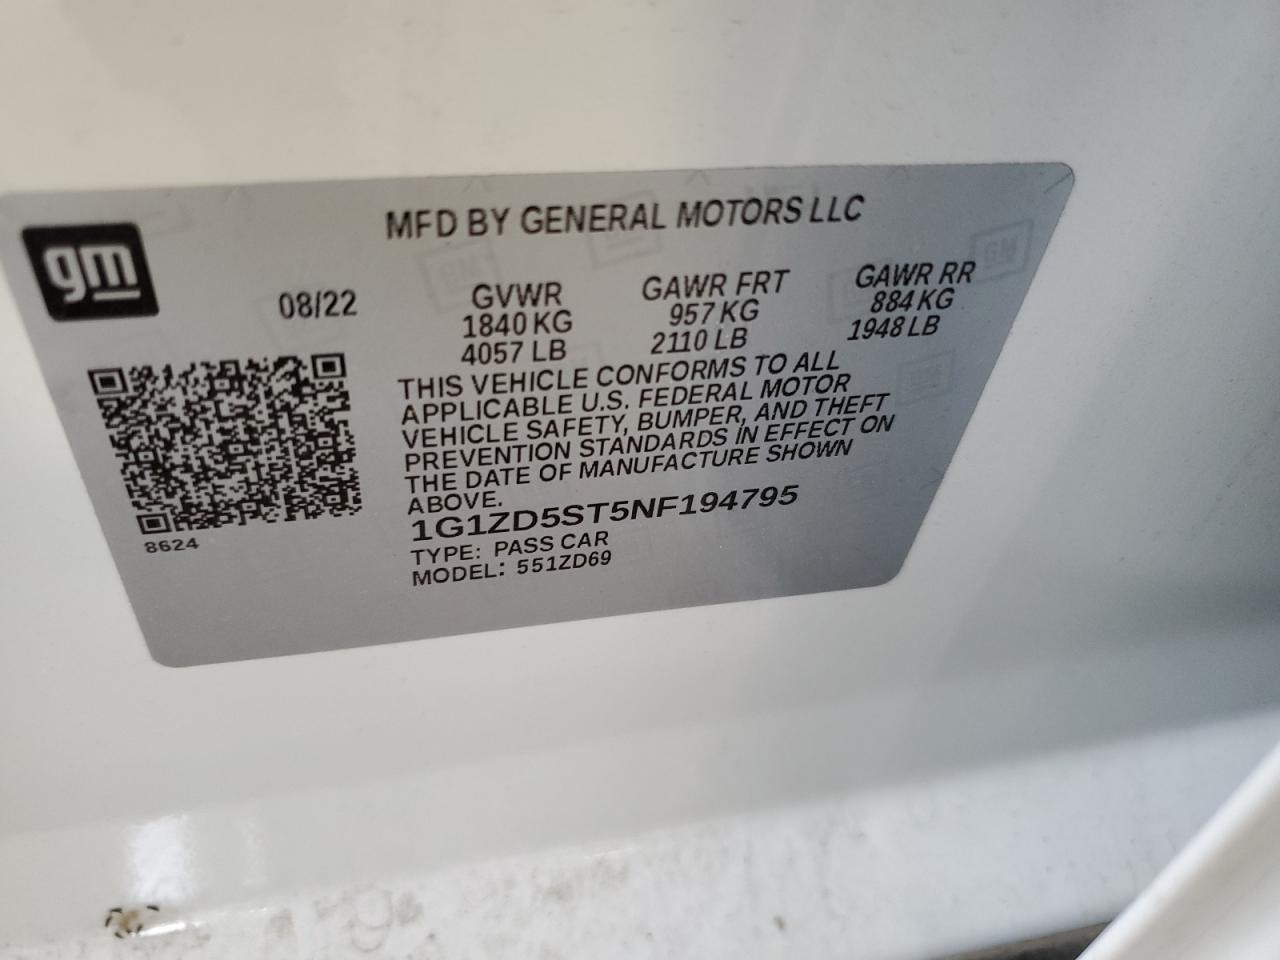 MFD BY GENERAL MOTORS LLC
gm
08/22 GVWR GAWR FRT GAWR RR
1840 KG 957 KG 884 KG
4057 LB 2110 LB 1948 LB
THIS VEHICLE CONFORMS TO ALL
APPLICABLE U.S. FEDERAL MOTOR
VEHICLE SAFETY, BUMPER, AND THEFT
PREVENTION STANDARDS IN EFFECT ON
THE DATE OF MANUFACTURE SHOWN
ABOVE.
1G1ZD5ST5NF194795
TYPE: PASS CAR
MODEL: 551ZD69
8624